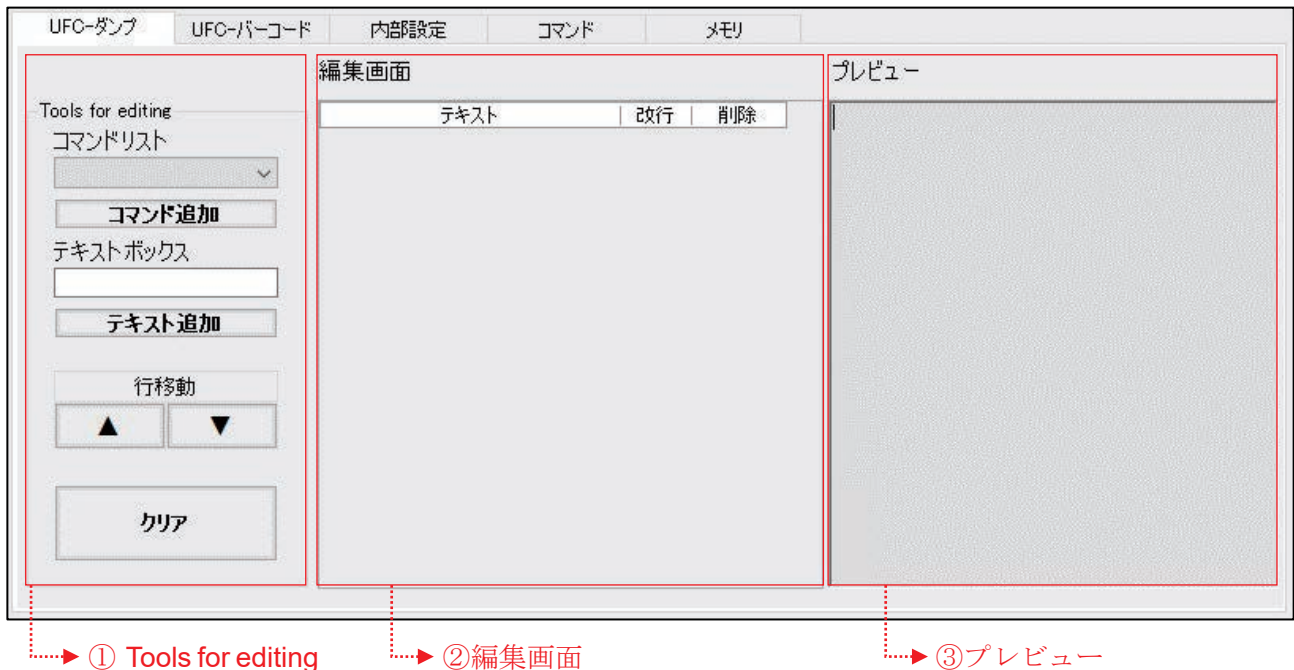 UFC-ダンプ UFC-バーコード 内部設定 コマンド メモリ
Tools for editing
コマンドリスト
コマンド追加
テキストボックス
テキスト追加
行移動
▲ ▼
クリア
編集画面
テキスト 改行 削除
プレビュー
① Tools for editing
②編集画面
③プレビュー